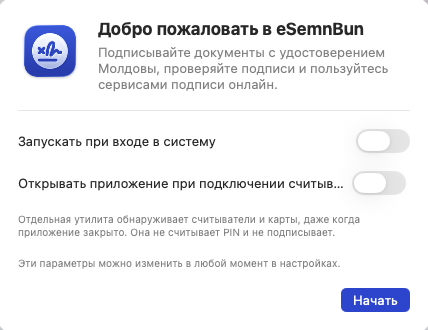 Добро пожаловать в eSemnBun
Подписывайте документы с удостоверением
Молдовы, проверяйте подписи и пользуйтесь
сервисами подписи онлайн.
Запускать при входе в систему
Открывать приложение при подключении считыв...
Отдельная утилита обнаруживает считыватели и карты, даже когда
приложение закрыто. Она не считывает PIN и не подписывает.
Эти параметры можно изменить в любой момент в настройках.
Начать